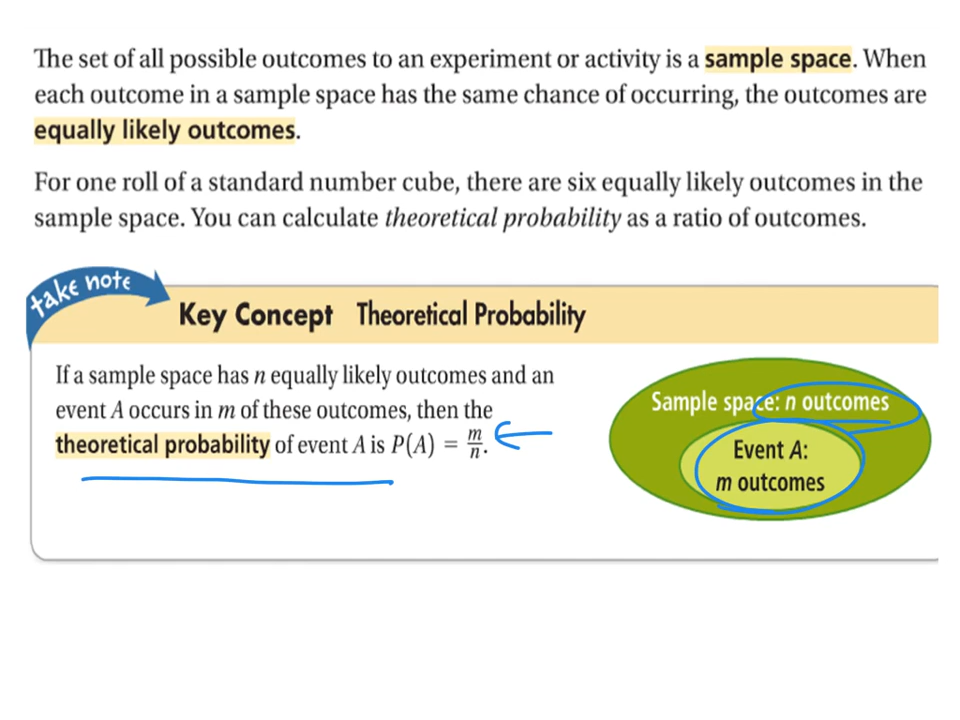 The set of all possible outcomes to an experiment or activity is a sample space. When
each outcome in a sample space has the same chance of occurring, the outcomes are
equally likely outcomes.
For one roll of a standard number cube, there are six equally likely outcomes in the
sample space. You can calculate theoretical probability as a ratio of outcomes.
take note
Key Concept Theoretical Probability
If a sample space has n equally likely outcomes and an
event A occurs in m of these outcomes, then the
theoretical probability of event A is P(A) = m/n.
Sample space: n outcomes
Event A:
m outcomes